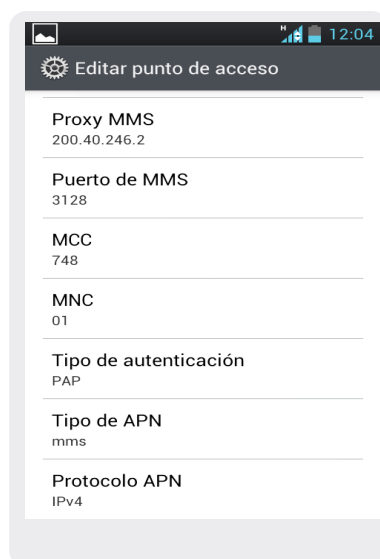 H
12:04
Editar punto de acceso
Proxy MMS
200.40.246.2
Puerto de MMS
3128
MCC
748
MNC
01
Tipo de autenticación
PAP
Tipo de APN
mms
Protocolo APN
IPv4